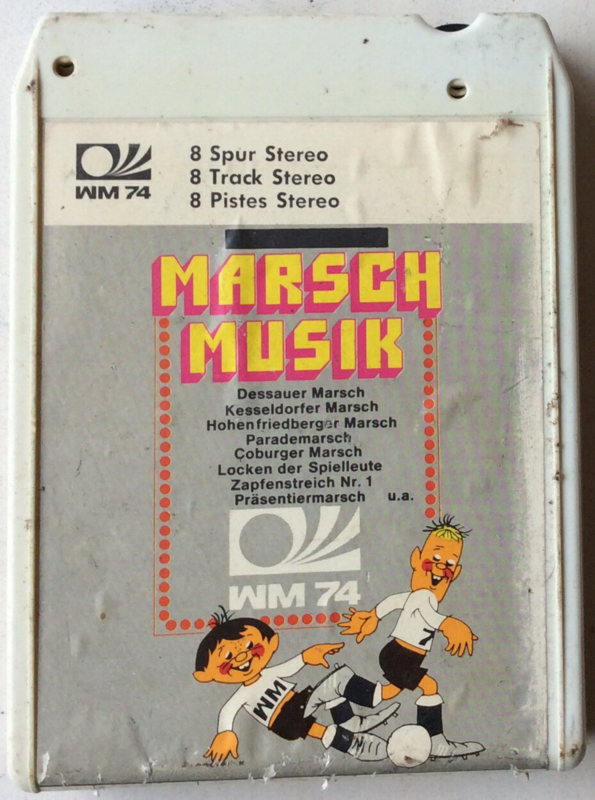 WM 74
8 Spur Stereo
8 Track Stereo
8 Pistes Stereo
MARSCH
MUSIK
Dessauer Marsch
Kesseldorfer Marsch
Hohenfriedberger Marsch
Parademarsch
Coburger Marsch
Locken der Spielleute
Zapfenstreich Nr. 1
Präsentiermarsch u.a.
WM 74
7
WM